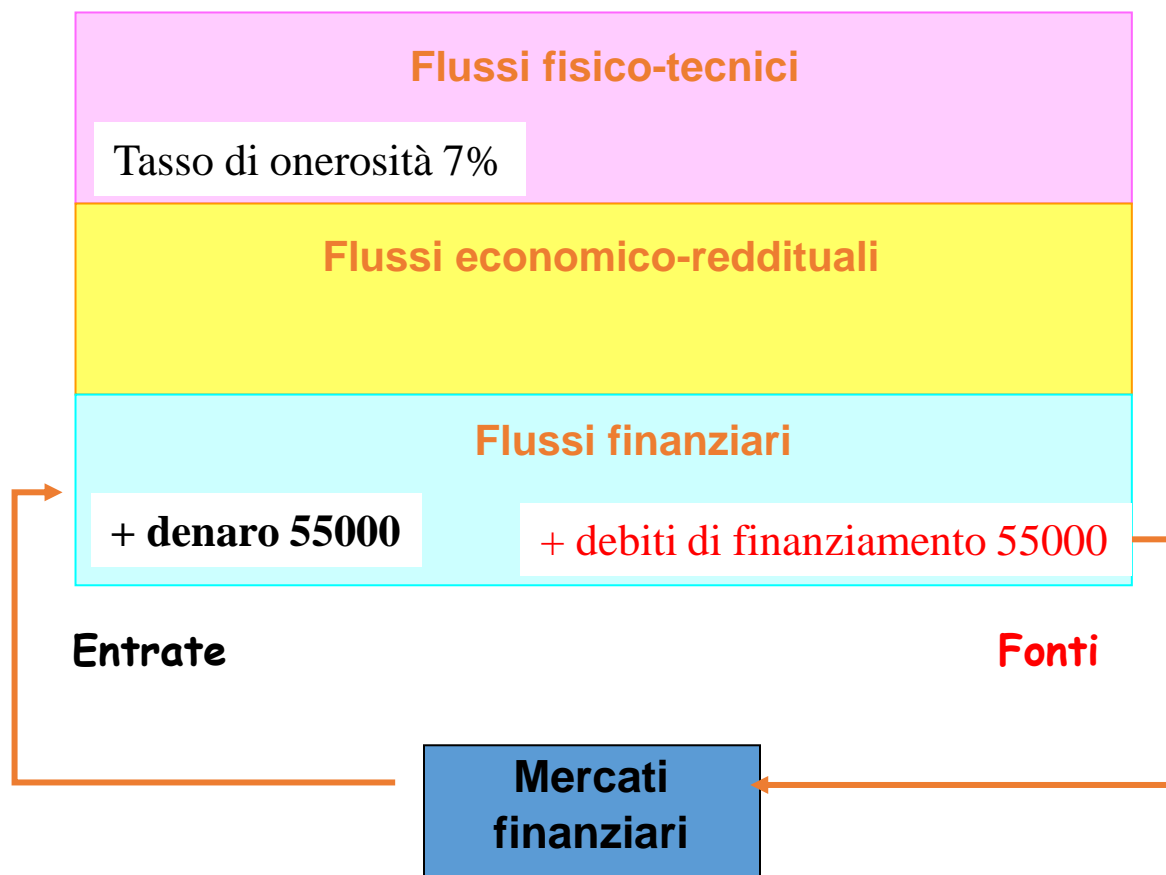 Flussi fisico-tecnici
Tasso di onerosità 7%
Flussi economico-reddituali
Flussi finanziari
+ denaro 55000
+ debiti di finanziamento 55000
Entrate
Fonti
Mercati
finanziari